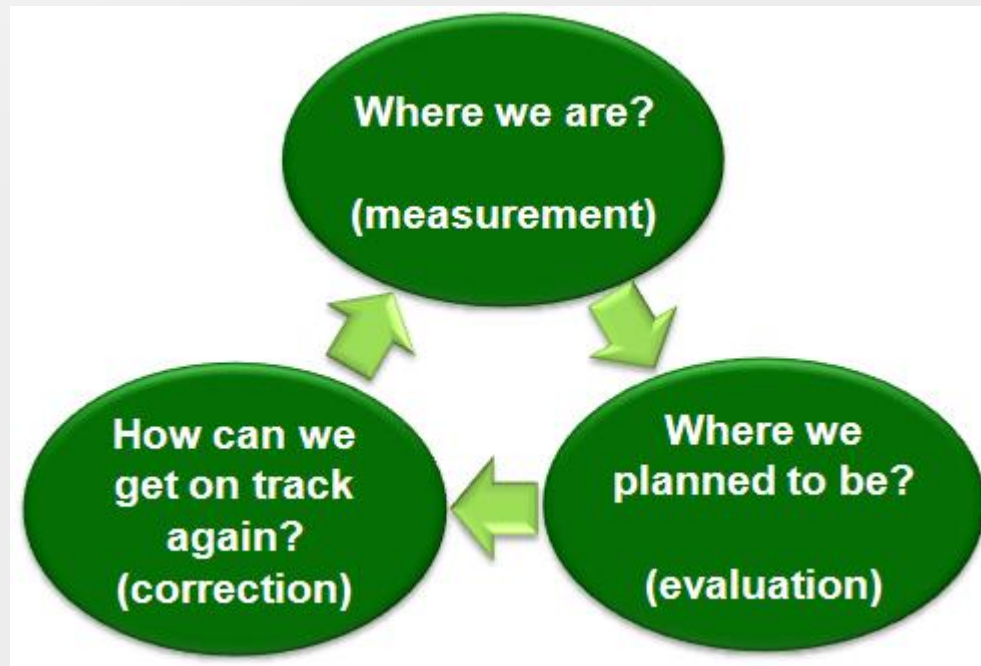 Where we are?
(measurement)
Where we
planned to be?
(evaluation)
How can we
get on track
again?
(correction)